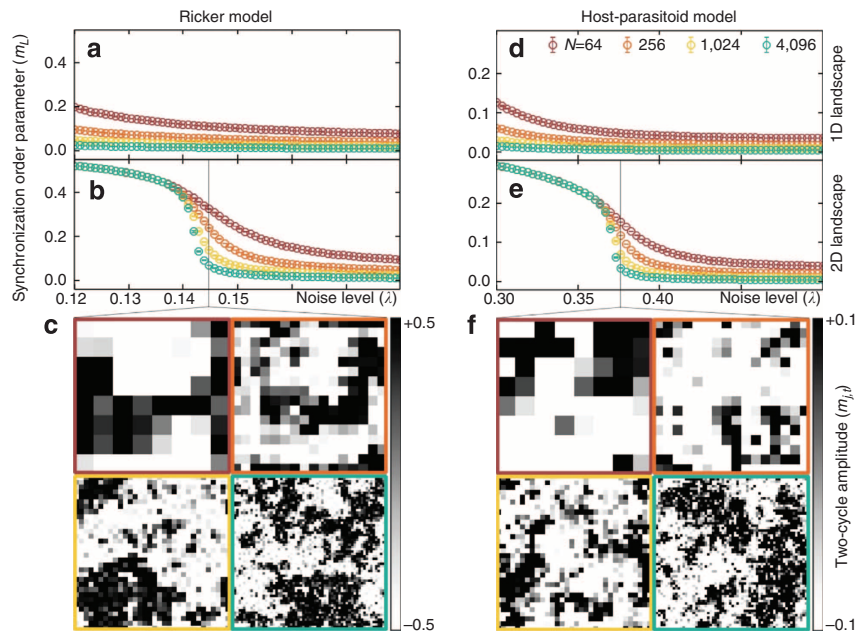 Ricker model
Host-parasitoid model
Synchronization order parameter (mL)
a
0.4
0.2
0.0
b
0.4
0.2
0.0
0.12
0.13
0.14
0.15
Noise level (λ)
d
N=64
256
1,024
4,096
0.2
0.1
0.0
1D landscape
e
0.2
0.1
0.0
2D landscape
0.30
0.35
0.40
Noise level (λ)
c
+0.5
−0.5
f
+0.1
−0.1
Two-cycle amplitude (mj,t)